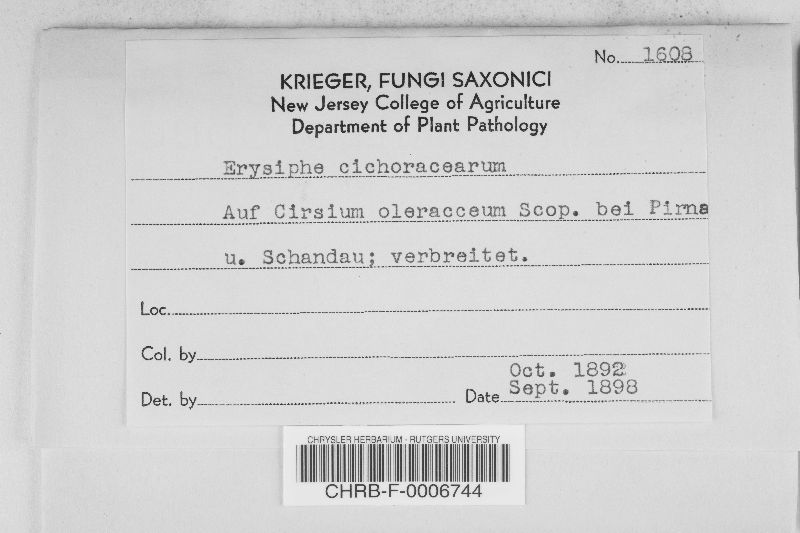 No. 1608
KRIEGER, FUNGI SAXONICI
New Jersey College of Agriculture
Department of Plant Pathology
Erysiphe cichoracearum
Auf Cirsium oleracceum Scop. bei Pirna
u. Schandau; verbreitet.
Loc.
Col. by
Oct. 1892
Det. by Date Sept. 1898
CHRYSLER HERBARIUM - RUTGERS UNIVERSITY
CHRB-F-0006744